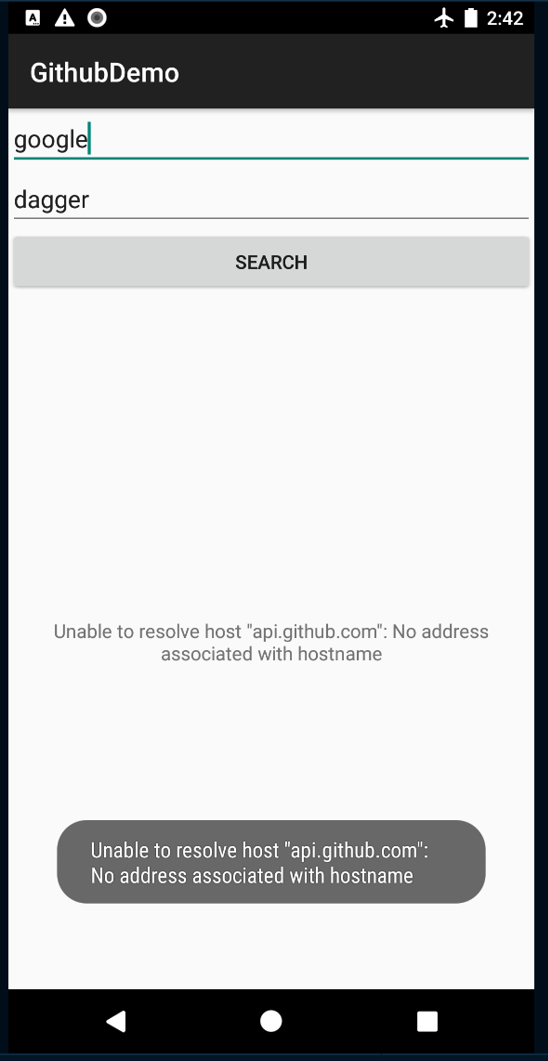 2:42
GithubDemo
google
dagger
SEARCH
Unable to resolve host "api.github.com": No address
associated with hostname
Unable to resolve host "api.github.com":
No address associated with hostname